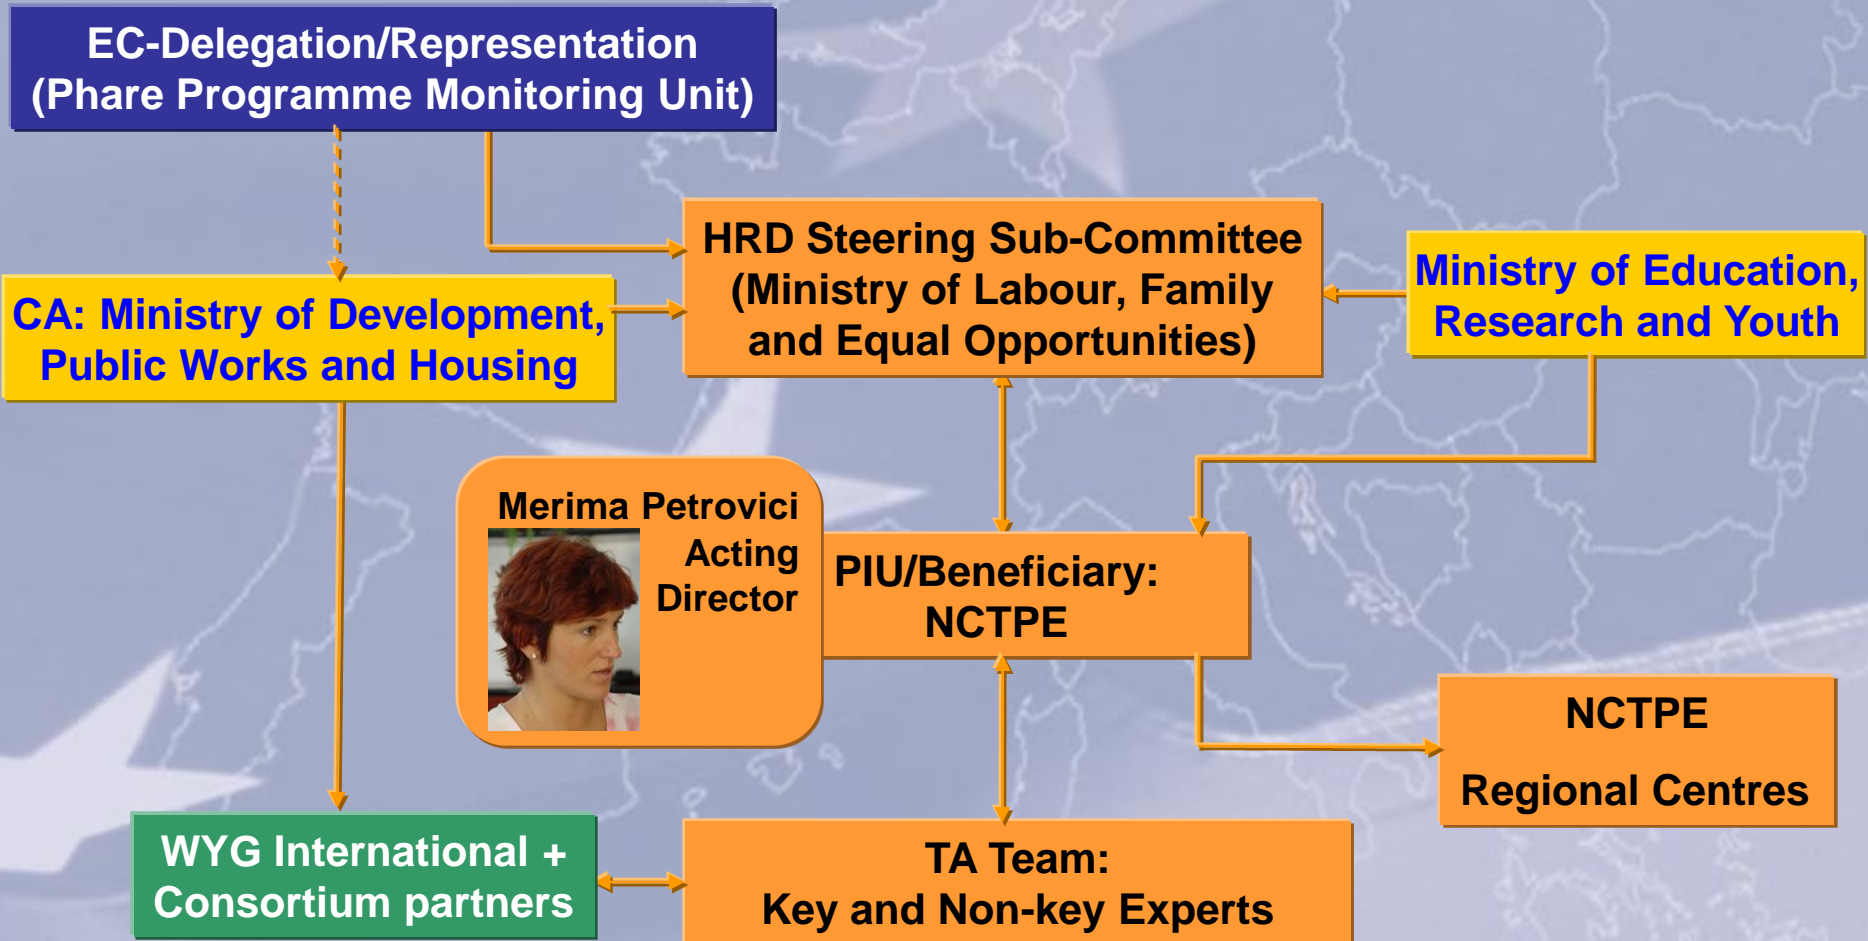 EC-Delegation/Representation
(Phare Programme Monitoring Unit)
HRD Steering Sub-Committee
(Ministry of Labour, Family
and Equal Opportunities)
Ministry of Education,
Research and Youth
CA: Ministry of Development,
Public Works and Housing
Merima Petrovici
Acting
Director
PIU/Beneficiary:
NCTPE
NCTPE
Regional Centres
WYG International +
Consortium partners
TA Team:
Key and Non-key Experts